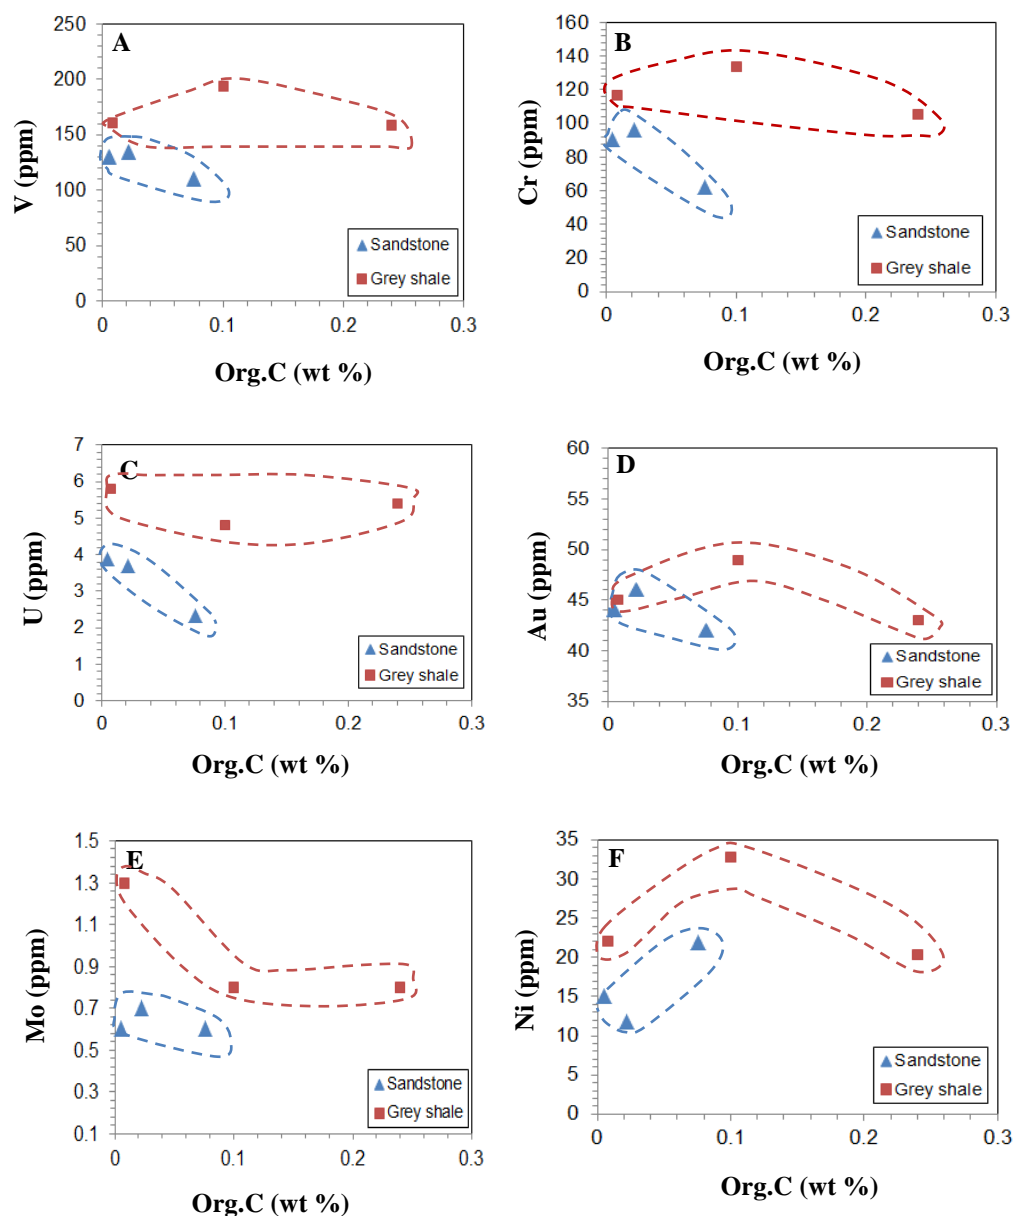 A
V (ppm)
250
200
150
100
50
0
0 0.1 0.2 0.3
Sandstone
Grey shale
Org.C (wt %)
B
Cr (ppm)
160
140
120
100
80
60
40
20
0
0 0.1 0.2 0.3
Sandstone
Grey shale
Org.C (wt %)
C
U (ppm)
7
6
5
4
3
2
1
0
0 0.1 0.2 0.3
Sandstone
Grey shale
Org.C (wt %)
D
Au (ppm)
60
55
50
45
40
35
0 0.1 0.2 0.3
Sandstone
Grey shale
Org.C (wt %)
E
Mo (ppm)
1.5
1.3
1.1
0.9
0.7
0.5
0.3
0.1
0 0.1 0.2 0.3
Sandstone
Grey shale
Org.C (wt %)
F
Ni (ppm)
35
30
25
20
15
10
5
0
0 0.1 0.2 0.3
Sandstone
Grey shale
Org.C (wt %)